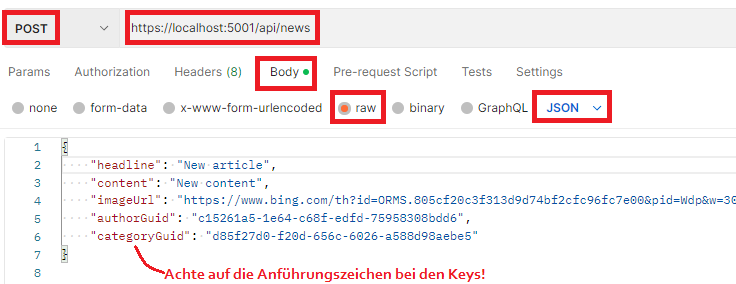 POST https://localhost:5001/api/news
Params Authorization Headers (8) Body Pre-request Script Tests Settings
none form-data x-www-form-urlencoded raw binary GraphQL JSON
1 {
2 "headline": "New article",
3 "content": "New content",
4 "imageUrl": "https://www.bing.com/th?id=ORMS.805cf20c3f313d9d74bf2cfc96fc7e00&pid=Wdp&w=30
5 "authorGuid": "c15261a5-1e64-c68f-edfd-75958308bdd6",
6 "categoryGuid": "d85f27d0-f20d-656c-6026-a588d98aebe5"
7 }
8 Achte auf die Anführungszeichen bei den Keys!